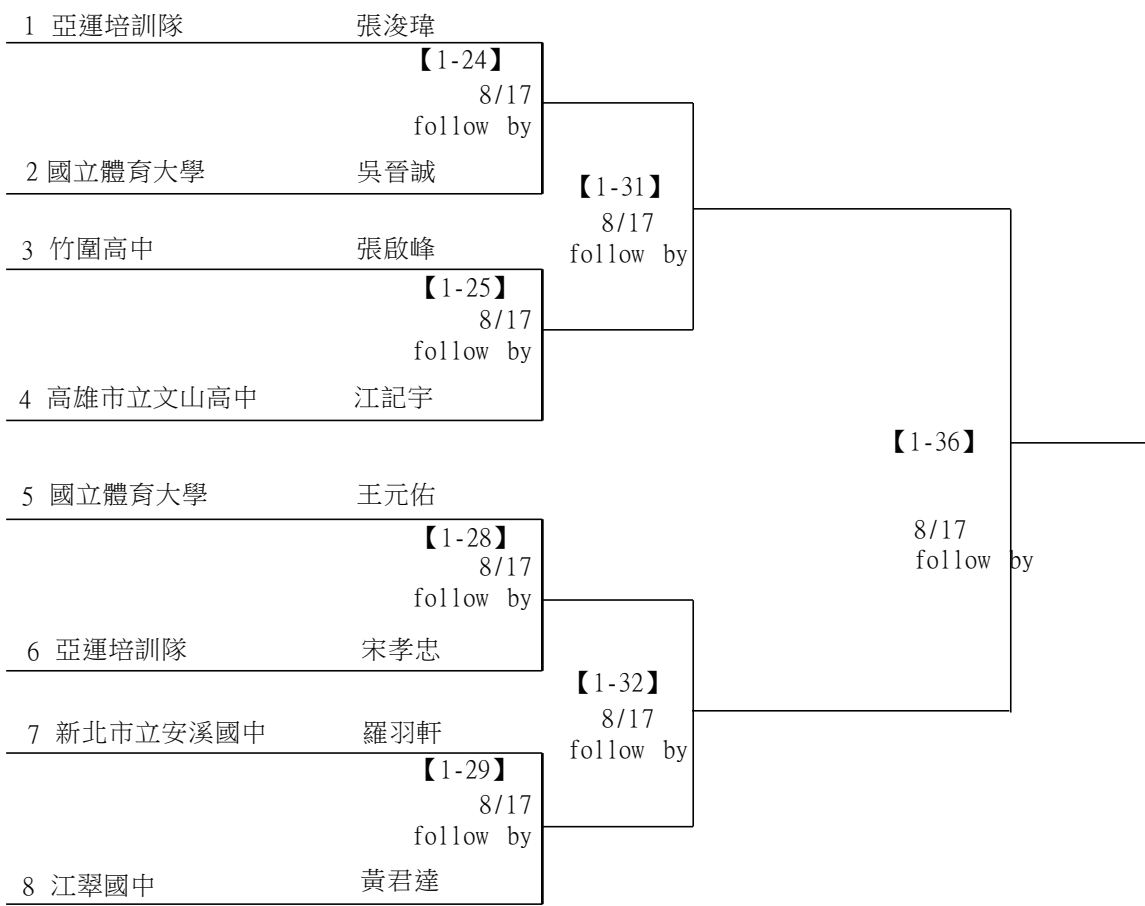 1 亞運培訓隊 張浚瑋
【1-24】
8/17
follow by
2 國立體育大學 吳晉誠
【1-31】
8/17
follow by
3 竹圍高中 張啟峰
【1-25】
8/17
follow by
4 高雄市立文山高中 江記宇
【1-36】
8/17
follow by
5 國立體育大學 王元佑
【1-28】
8/17
follow by
6 亞運培訓隊 宋孝忠
【1-32】
8/17
follow by
7 新北市立安溪國中 羅羽軒
【1-29】
8/17
follow by
8 江翠國中 黃君達